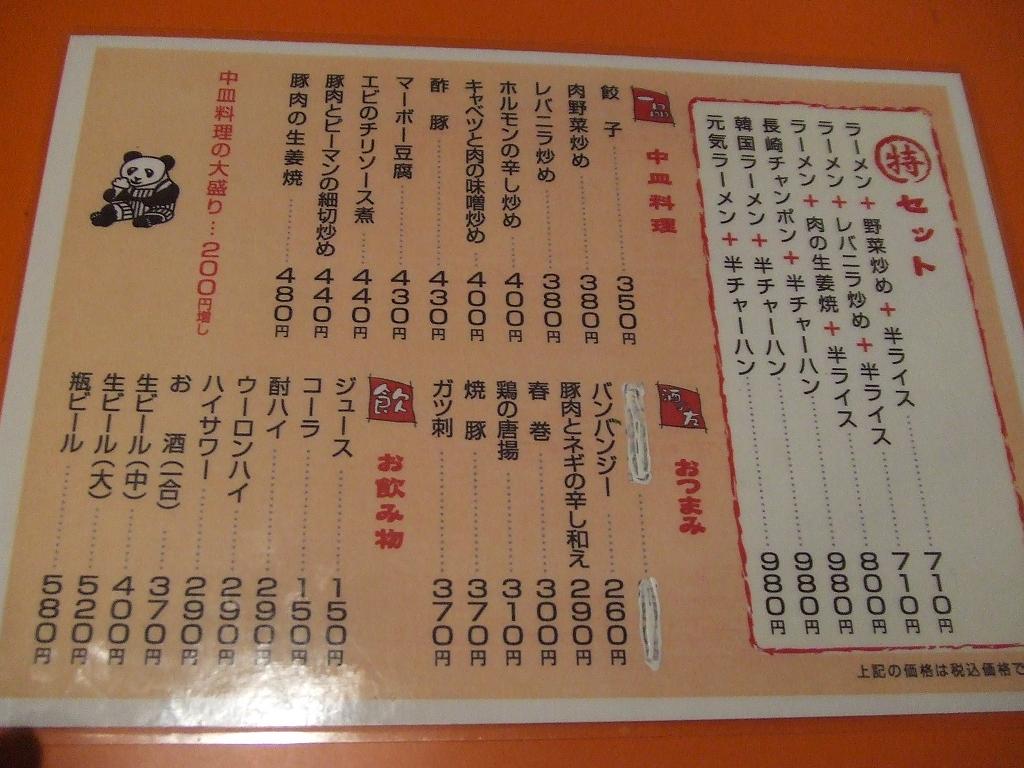 特 セット
ラーメン+野菜炒め+半ライス……710円
ラーメン+レバニラ炒め+半ライス……710円
ラーメン+肉の生姜焼+半ライス……800円
長崎チャンポン+半チャーハン……980円
韓国ラーメン+半チャーハン……980円
元気ラーメン+半チャーハン……980円
上記の価格は税込価格で
一品 中皿料理
餃子……350円
肉野菜炒め……380円
レバニラ炒め……380円
ホルモンの辛し炒め……400円
キャベツと肉の味噌炒め……400円
酢豚……430円
マーボー豆腐……430円
エビのチリソース煮……440円
豚肉とピーマンの細切炒め……440円
豚肉の生姜焼……480円
中皿料理の大盛り…200円増し
酒の友 おつまみ
バンバンジー……260円
豚肉とネギの辛し和え 290円
春巻……300円
鶏の唐揚……310円
焼豚……370円
ガツ刺……370円
飲 お飲み物
ジュース……150円
コーラ……150円
酎ハイ……290円
ウーロンハイ……290円
ハイサワー……290円
お酒(一合)……370円
生ビール(中)……400円
生ビール(大)……520円
瓶ビール……580円